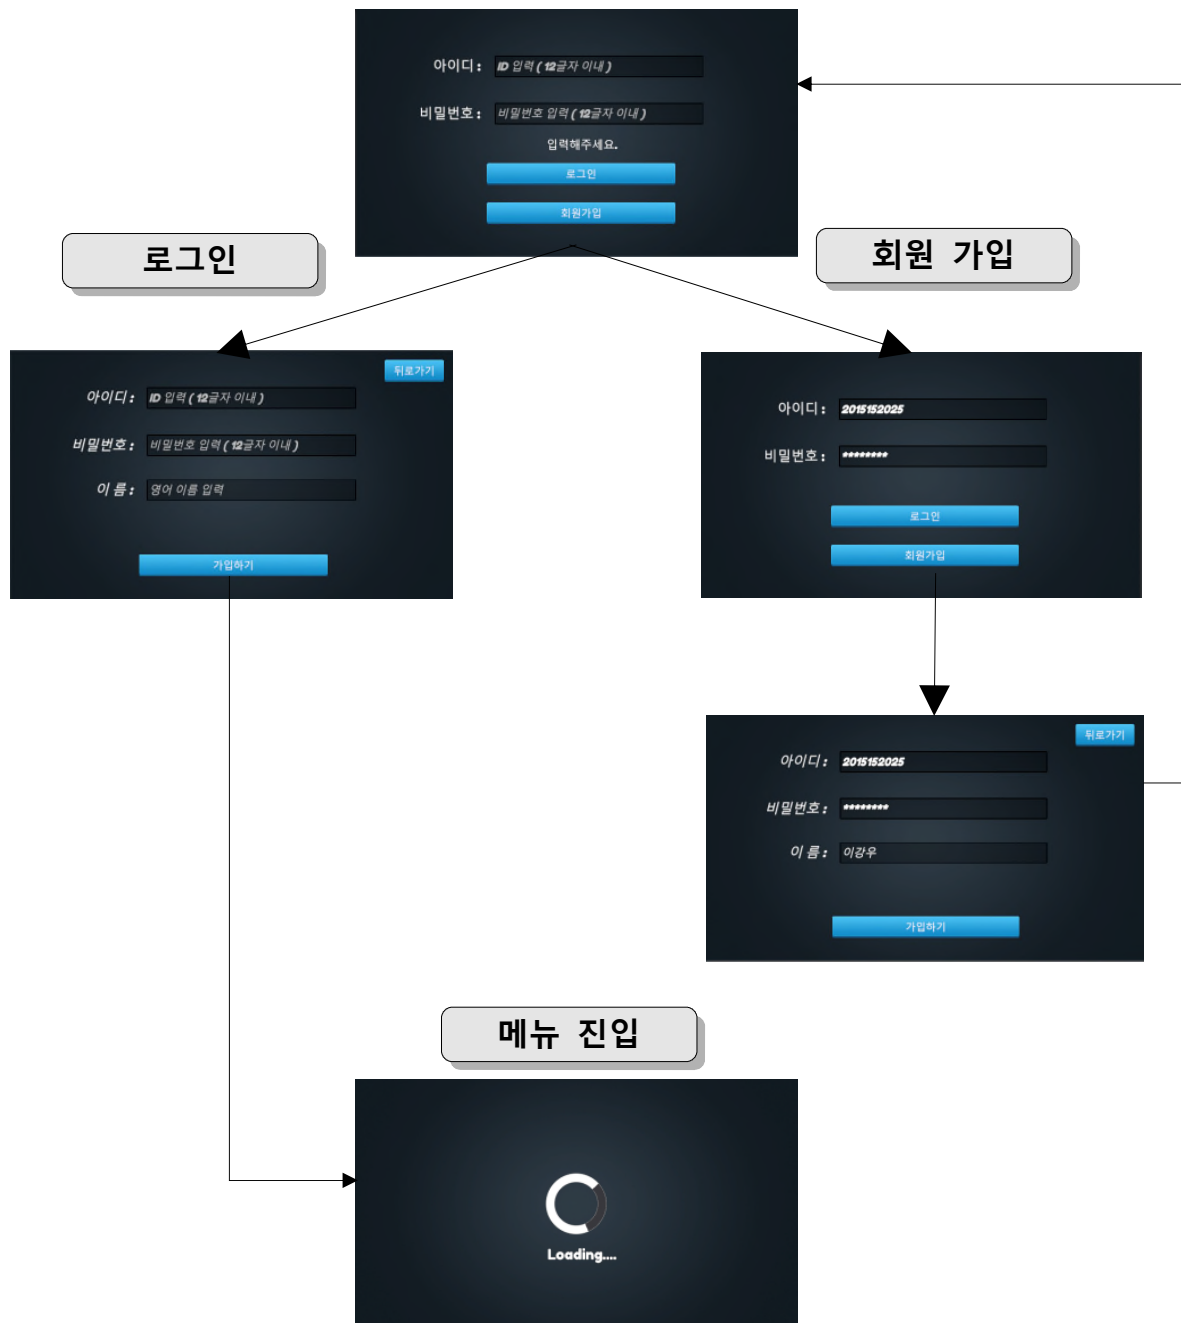 아이디 : ID 입력 ( 12글자 이내 )
비밀번호 : 비밀번호 입력 ( 12글자 이내 )
입력해주세요.
로그인
회원가입
로그인
회원 가입
뒤로가기
아이디 : ID 입력 ( 12글자 이내 )
비밀번호 : 비밀번호 입력 ( 12글자 이내 )
이 름 : 영어 이름 입력
가입하기
아이디 : 2015152025
비밀번호 : ********
로그인
회원가입
뒤로가기
아이디 : 2015152025
비밀번호 : ********
이 름 : 이강우
가입하기
메뉴 진입
Loading....